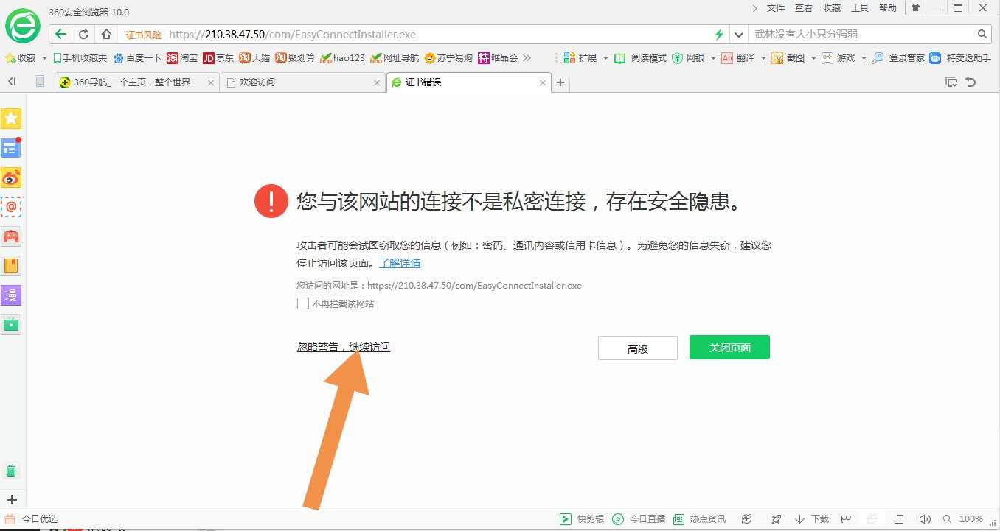 360安全浏览器 10.0
文件 查看 收藏 工具 帮助
证书风险 https://210.38.47.50/com/EasyConnectInstaller.exe
武林没有大小只分强弱
收藏 手机收藏夹 百度一下 淘宝 京东 天猫 聚划算 hao123 网址导航 苏宁易购 唯品会 扩展 阅读模式 网银 翻译 截图 游戏 登录管家 特卖返助手
360导航_一个主页，整个世界 欢迎访问 证书错误
您与该网站的连接不是私密连接，存在安全隐患。
攻击者可能会试图窃取您的信息（例如：密码、通讯内容或信用卡信息）。为避免您的信息失窃，建议您
停止访问该页面。了解详情
您访问的网址是：https://210.38.47.50/com/EasyConnectInstaller.exe
不再拦截该网站
忽略警告，继续访问 高级 关闭页面
漫
今日优选 快剪辑 今日直播 热点资讯 下载 100%